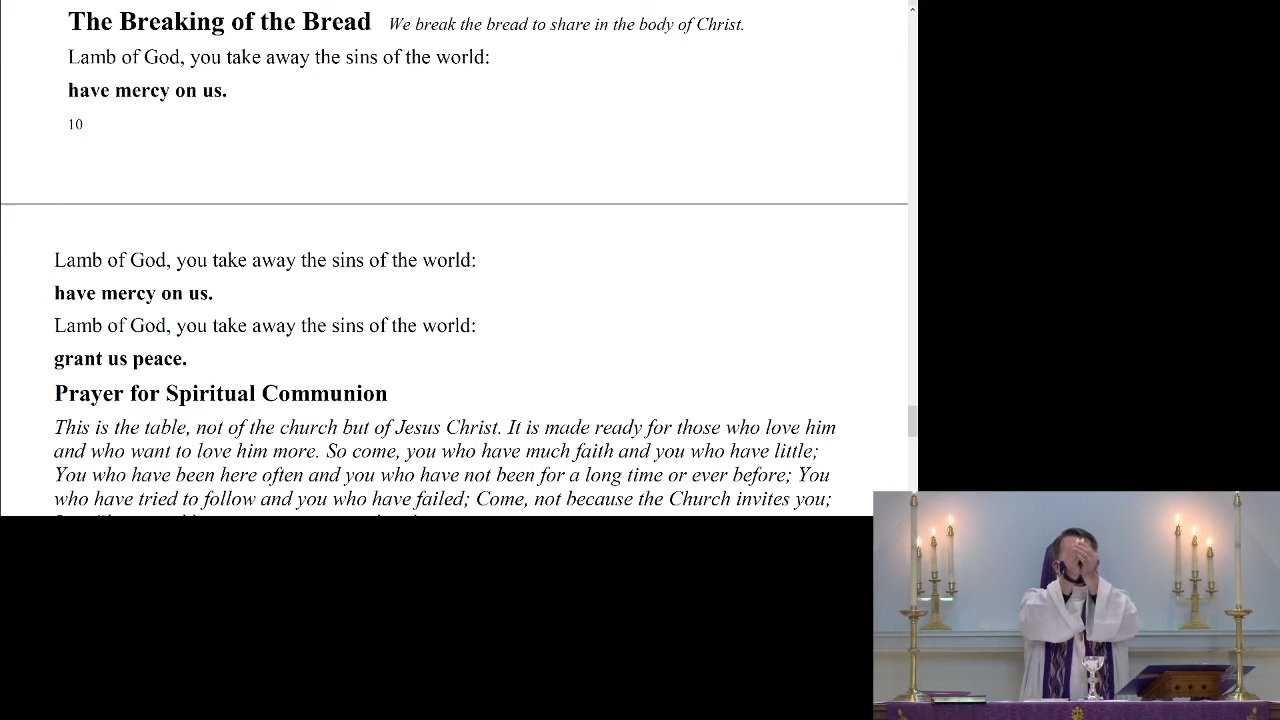 The Breaking of the Bread We break the bread to share in the body of Christ.
Lamb of God, you take away the sins of the world:
have mercy on us.
10
Lamb of God, you take away the sins of the world:
have mercy on us.
Lamb of God, you take away the sins of the world:
grant us peace.
Prayer for Spiritual Communion
This is the table, not of the church but of Jesus Christ. It is made ready for those who love him
and who want to love him more. So come, you who have much faith and you who have little;
You who have been here often and you who have not been for a long time or ever before; You
who have tried to follow and you who have failed; Come, not because the Church invites you;